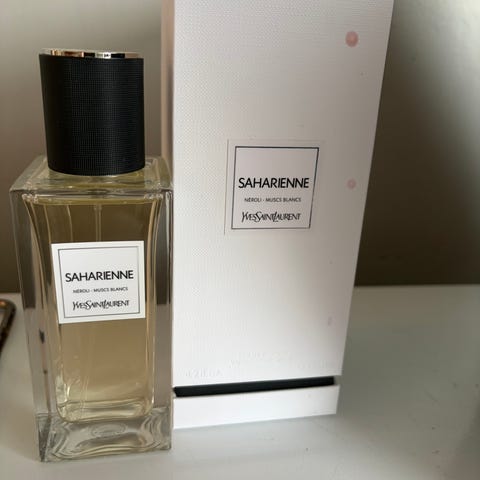 SAHARIENNE
NÉROLI - MUSCS BLANCS
YVESSAINTLAURENT
SAHARIENNE
NÉROLI - MUSCS BLANCS
YVESSAINTLAURENT